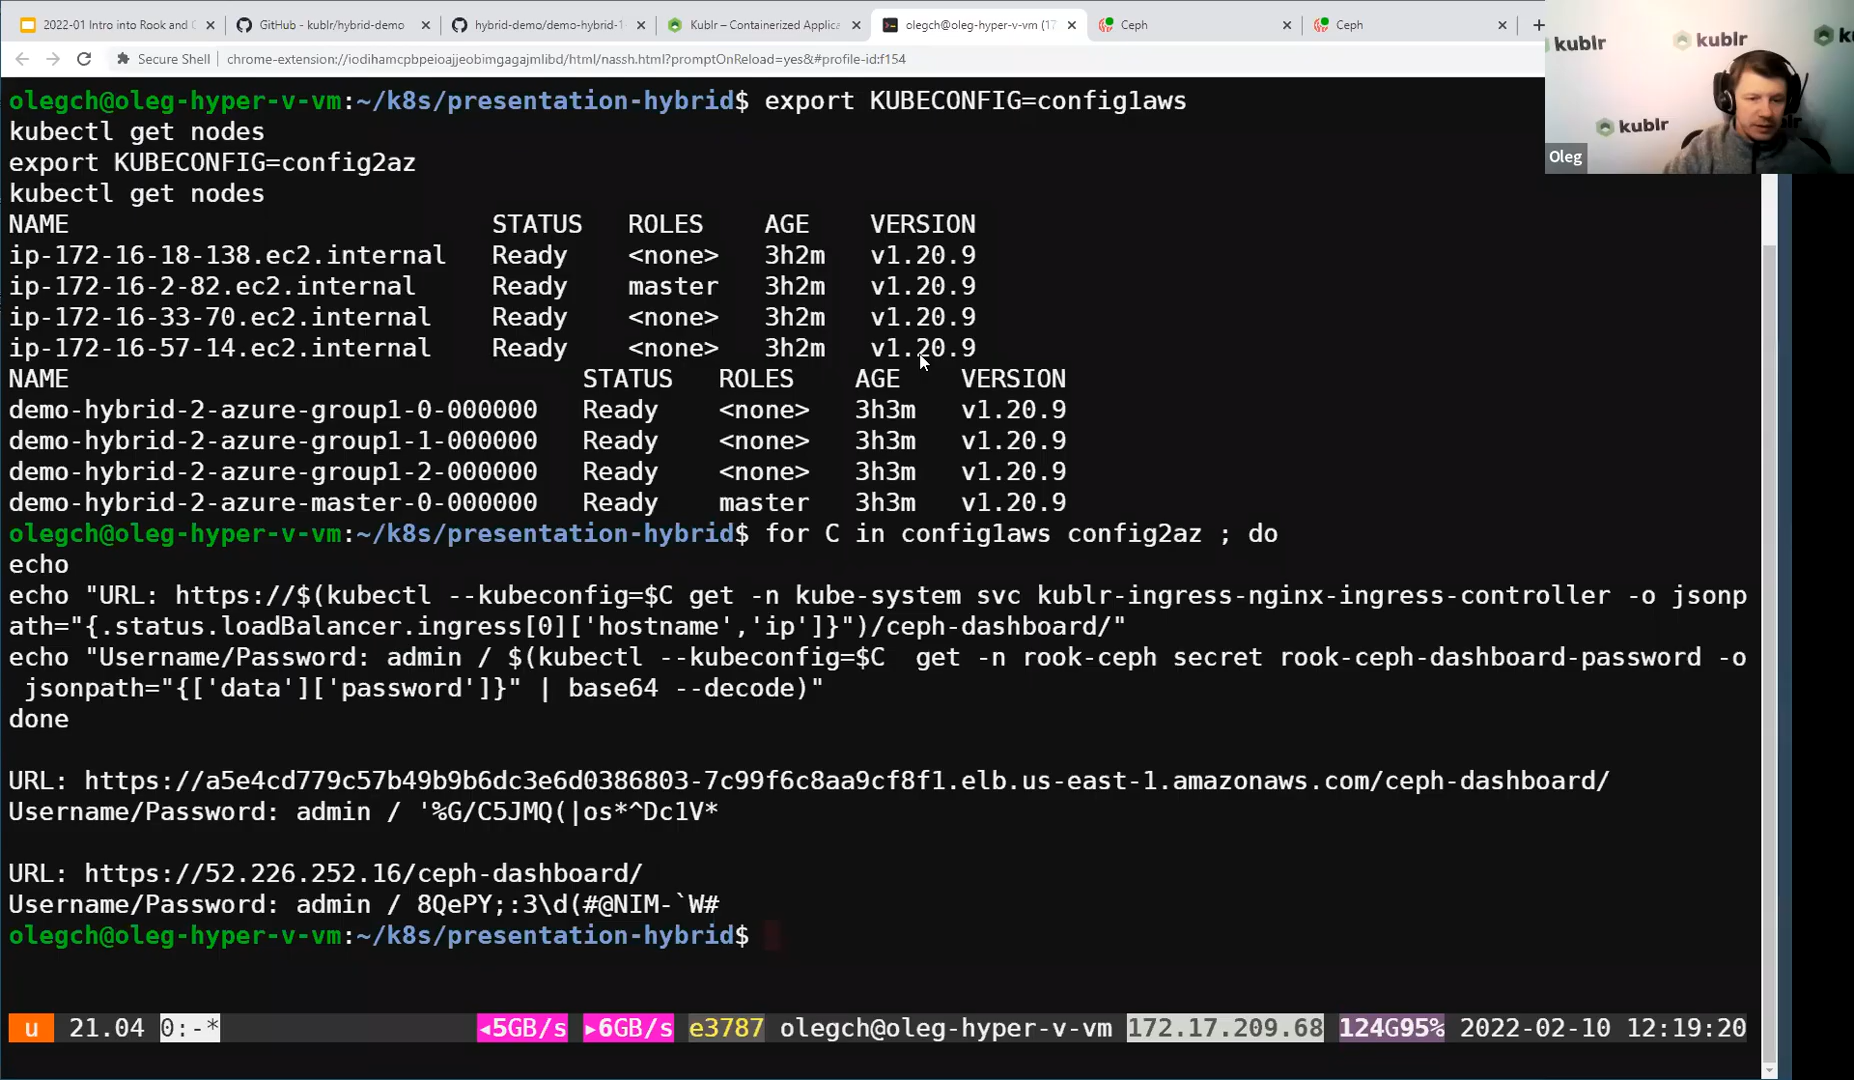 2022-01 Intro into Rook and C
GitHub - kublr/hybrid-demo
hybrid-demo/demo-hybrid-1
Kublr – Containerized Applica
olegch@oleg-hyper-v-vm (17
Ceph
Ceph
Secure Shell
chrome-extension://iodihamcpbpeioajjeobimgagajmlibd/html/nassh.html?promptOnReload=yes&#profile-id:f154
kublr
kublr
kublr
Oleg
olegch@oleg-hyper-v-vm:~/k8s/presentation-hybrid$ export KUBECONFIG=config1aws
kubectl get nodes
export KUBECONFIG=config2az
kubectl get nodes
NAME STATUS ROLES AGE VERSION
ip-172-16-18-138.ec2.internal Ready <none> 3h2m v1.20.9
ip-172-16-2-82.ec2.internal Ready master 3h2m v1.20.9
ip-172-16-33-70.ec2.internal Ready <none> 3h2m v1.20.9
ip-172-16-57-14.ec2.internal Ready <none> 3h2m v1.20.9
NAME STATUS ROLES AGE VERSION
demo-hybrid-2-azure-group1-0-000000 Ready <none> 3h3m v1.20.9
demo-hybrid-2-azure-group1-1-000000 Ready <none> 3h3m v1.20.9
demo-hybrid-2-azure-group1-2-000000 Ready <none> 3h3m v1.20.9
demo-hybrid-2-azure-master-0-000000 Ready master 3h3m v1.20.9
olegch@oleg-hyper-v-vm:~/k8s/presentation-hybrid$ for C in config1aws config2az ; do
echo
echo "URL: https://$(kubectl --kubeconfig=$C get -n kube-system svc kublr-ingress-nginx-ingress-controller -o jsonp
ath="{.status.loadBalancer.ingress[0]['hostname','ip']}")/ceph-dashboard/"
echo "Username/Password: admin / $(kubectl --kubeconfig=$C  get -n rook-ceph secret rook-ceph-dashboard-password -o
 jsonpath="{['data']['password']}" | base64 --decode)"
done
URL: https://a5e4cd779c57b49b9b6dc3e6d0386803-7c99f6c8aa9cf8f1.elb.us-east-1.amazonaws.com/ceph-dashboard/
Username/Password: admin / '%G/C5JMQ(|os*^Dc1V*
URL: https://52.226.252.16/ceph-dashboard/
Username/Password: admin / 8QePY;:3\d(#@NIM-`W#
olegch@oleg-hyper-v-vm:~/k8s/presentation-hybrid$
u 21.04 0:-* ◂5GB/s ▸6GB/s e3787 olegch@oleg-hyper-v-vm 172.17.209.68 124G95% 2022-02-10 12:19:20